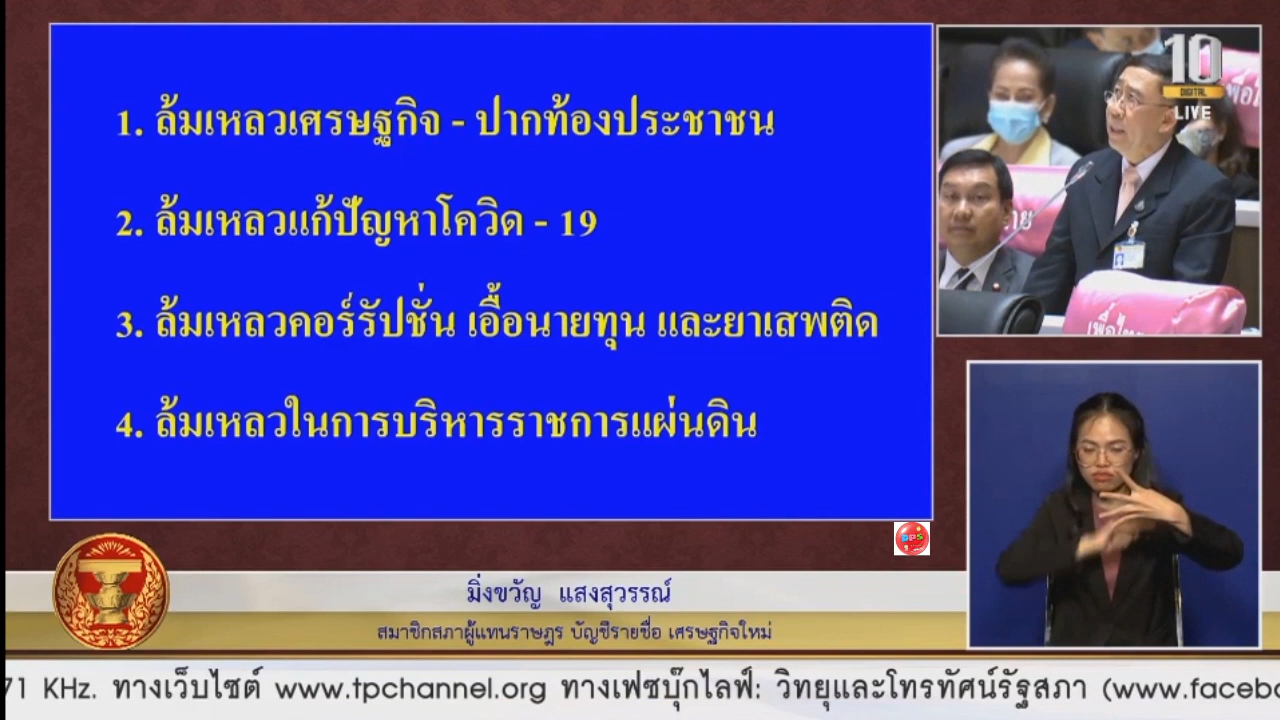 1. ล้มเหลวเศรษฐกิจ - ปากท้องประชาชน
2. ล้มเหลวแก้ปัญหาโควิด - 19
3. ล้มเหลวคอร์รัปชั่น เอื้อนายทุน และยาเสพติด
4. ล้มเหลวในการบริหารราชการแผ่นดิน
10
DIGITAL
LIVE
เพื่อไทย
DPS
มิ่งขวัญ แสงสุวรรณ์
สมาชิกสภาผู้แทนราษฎร บัญชีรายชื่อ เศรษฐกิจใหม่
71 KHz. ทางเว็บไซต์ www.tpchannel.org ทางเฟซบุ๊กไลฟ์: วิทยุและโทรทัศน์รัฐสภา (www.facebo